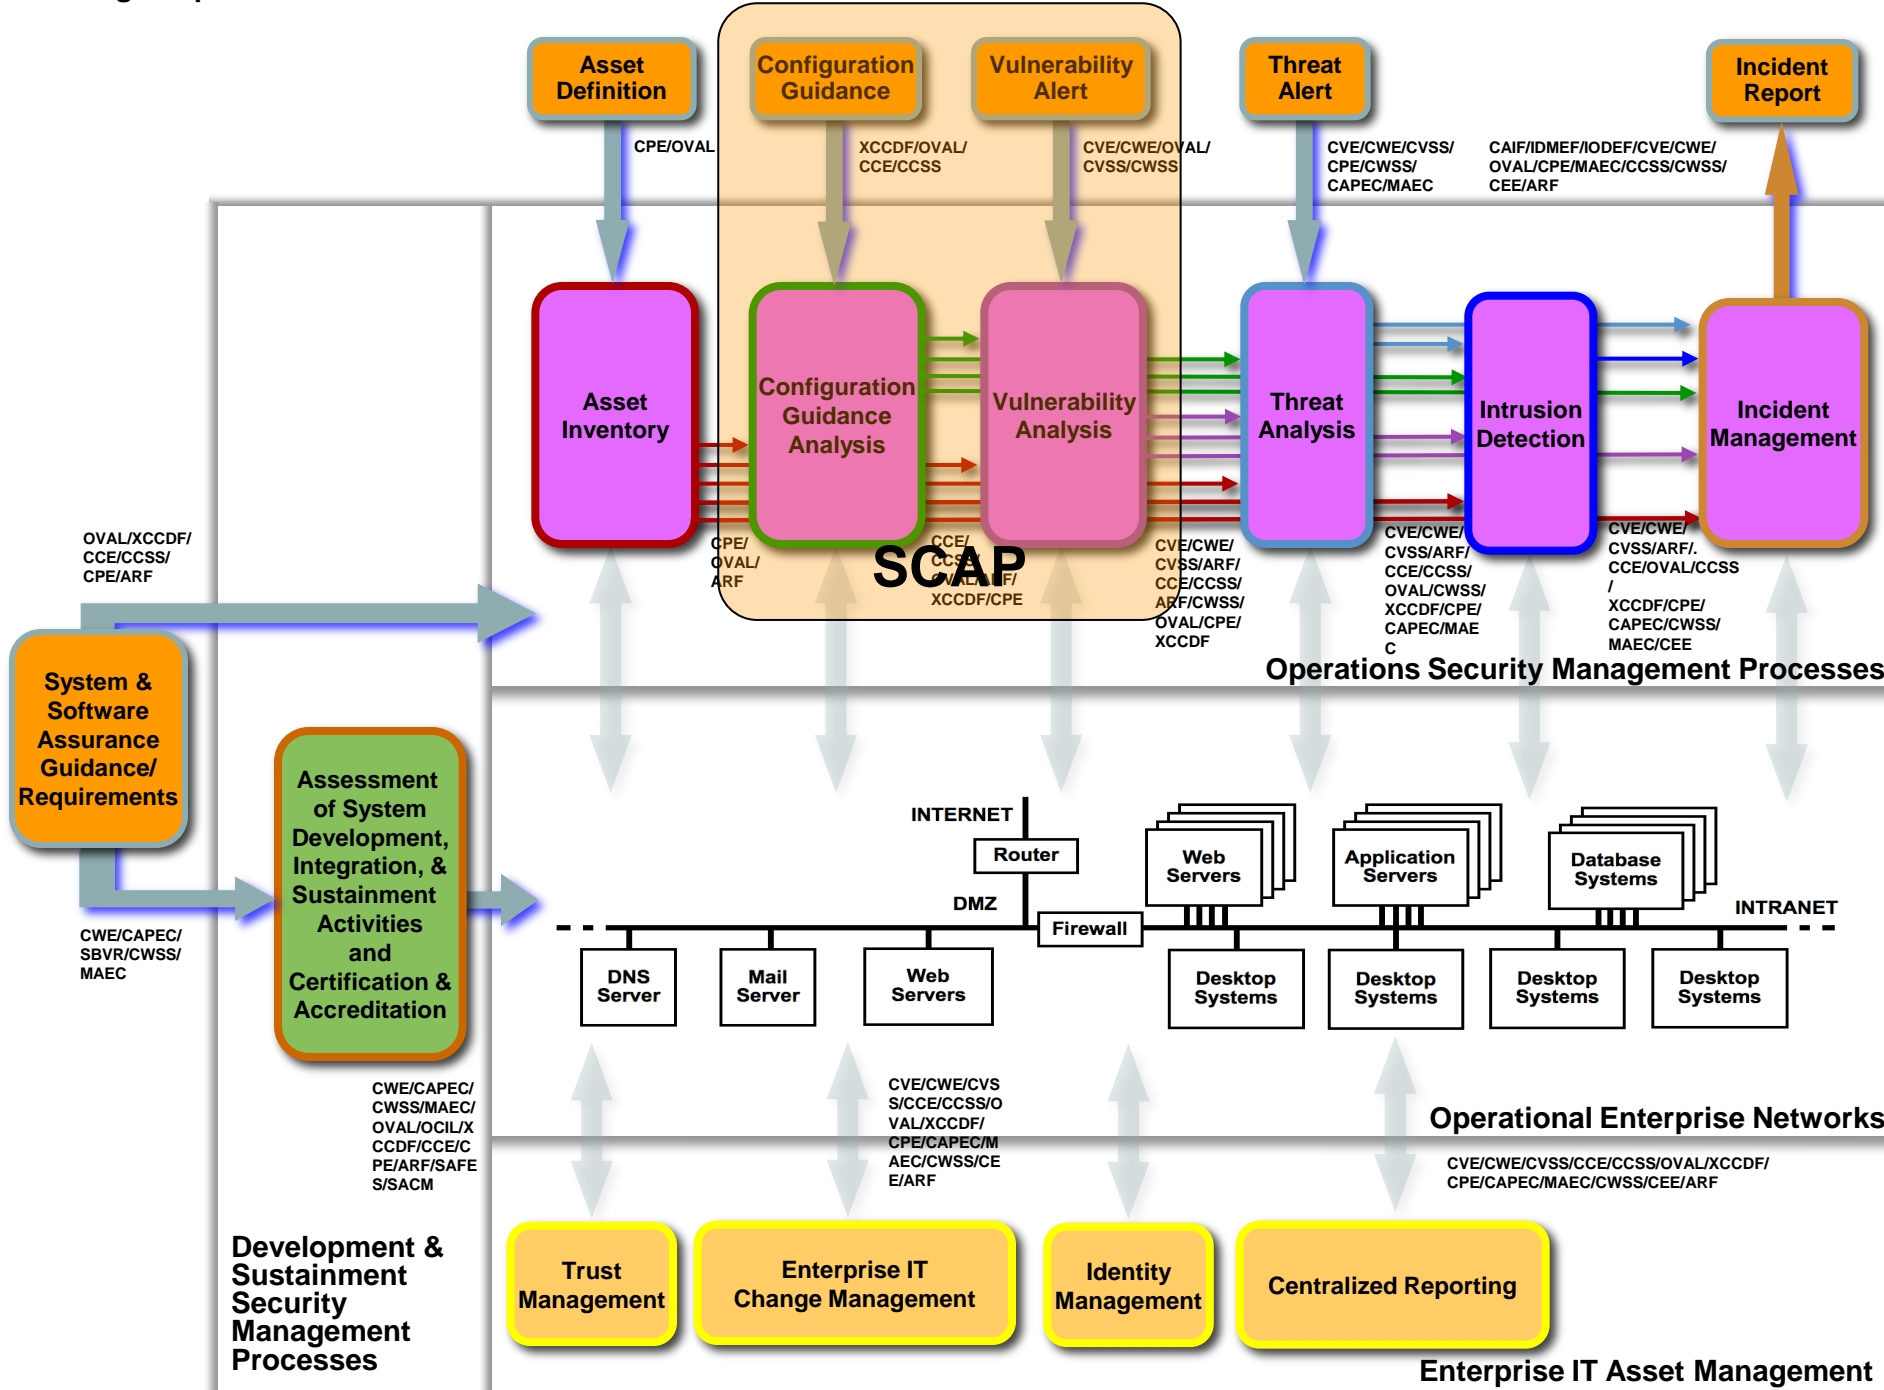 Asset
Definition
Configuration
Guidance
Vulnerability
Alert
Threat
Alert
Incident
Report
CPE/OVAL
XCCDF/OVAL/
CCE/CCSS
CVE/CWE/OVAL/
CVSS/CWSS
CVE/CWE/CVSS/
CPE/CWSS/
CAPEC/MAEC
CAIF/IDMEF/IODEF/CVE/CWE/
OVAL/CPE/MAEC/CCSS/CWSS/
CEE/ARF
Asset
Inventory
Configuration
Guidance
Analysis
Vulnerability
Analysis
Threat
Analysis
Intrusion
Detection
Incident
Management
CPE/
OVAL/
ARF
CCE/
CCSS/
OVAL/ARF/
XCCDF/CPE
SCAP
CVE/CWE/
CVSS/ARF/
CCE/CCSS/
ARF/CWSS/
OVAL/CPE/
XCCDF
CVE/CWE/
CVSS/ARF/
CCE/CCSS/
OVAL/CWSS/
XCCDF/CPE/
CAPEC/MAE
C
CVE/CWE/
CVSS/ARF/.
CCE/OVAL/CCSS
/
XCCDF/CPE/
CAPEC/CWSS/
MAEC/CEE
Operations Security Management Processes
OVAL/XCCDF/
CCE/CCSS/
CPE/ARF
System &
Software
Assurance
Guidance/
Requirements
CWE/CAPEC/
SBVR/CWSS/
MAEC
Assessment
of System
Development,
Integration, &
Sustainment
Activities
and
Certification &
Accreditation
CWE/CAPEC/
CWSS/MAEC/
OVAL/OCIL/X
CCDF/CCE/C
PE/ARF/SAFE
S/SACM
Development &
Sustainment
Security
Management
Processes
INTERNET
Router
DMZ
Firewall
Web
Servers
Application
Servers
Database
Systems
INTRANET
DNS
Server
Mail
Server
Web
Servers
Desktop
Systems
Desktop
Systems
Desktop
Systems
Desktop
Systems
CVE/CWE/CVS
S/CCE/CCSS/O
VAL/XCCDF/
CPE/CAPEC/M
AEC/CWSS/CE
E/ARF
Operational Enterprise Networks
CVE/CWE/CVSS/CCE/CCSS/OVAL/XCCDF/
CPE/CAPEC/MAEC/CWSS/CEE/ARF
Trust
Management
Enterprise IT
Change Management
Identity
Management
Centralized Reporting
Enterprise IT Asset Management